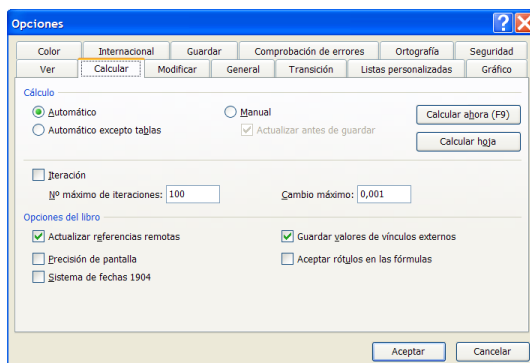 Opciones
Color Internacional Guardar Comprobación de errores Ortografía Seguridad
Ver Calcular Modificar General Transición Listas personalizadas Gráfico
Cálculo
Automático Manual Calcular ahora (F9)
Automático excepto tablas Actualizar antes de guardar
Calcular hoja
Iteración
Nº máximo de iteraciones: 100 Cambio máximo: 0,001
Opciones del libro
Actualizar referencias remotas Guardar valores de vínculos externos
Precisión de pantalla Aceptar rótulos en las fórmulas
Sistema de fechas 1904
Aceptar Cancelar